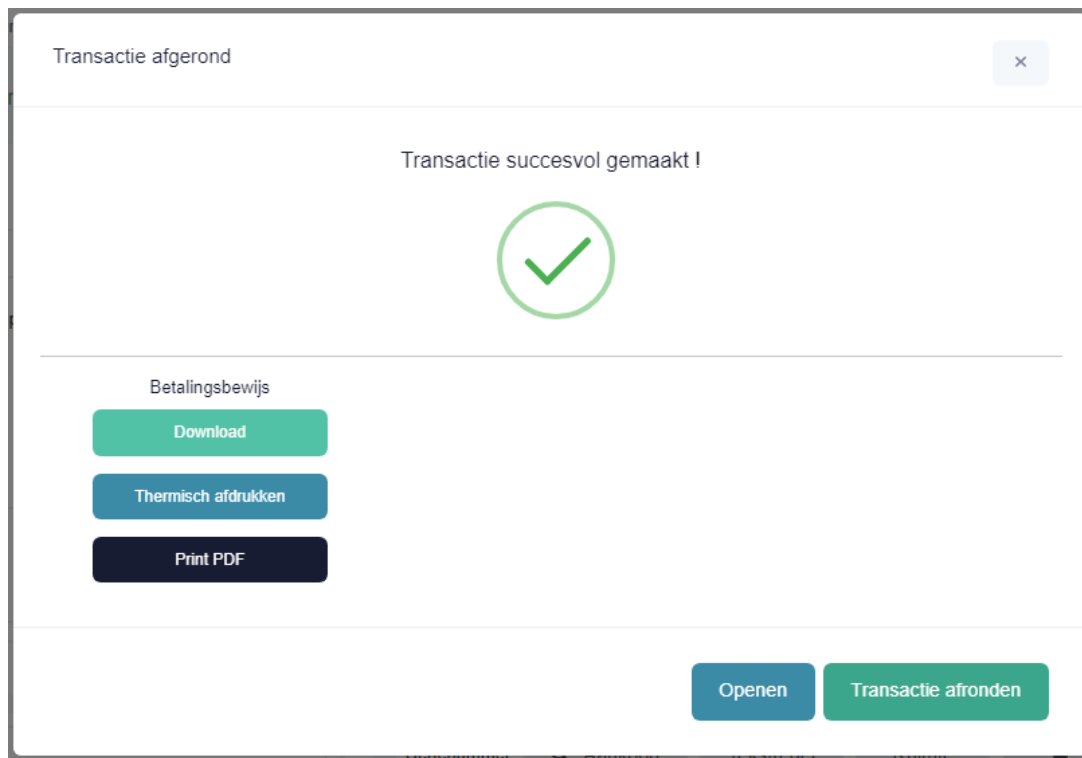 Transactie afgerond
×
Transactie succesvol gemaakt !
Betalingsbewijs
Download
Thermisch afdrukken
Print PDF
Openen
Transactie afronden